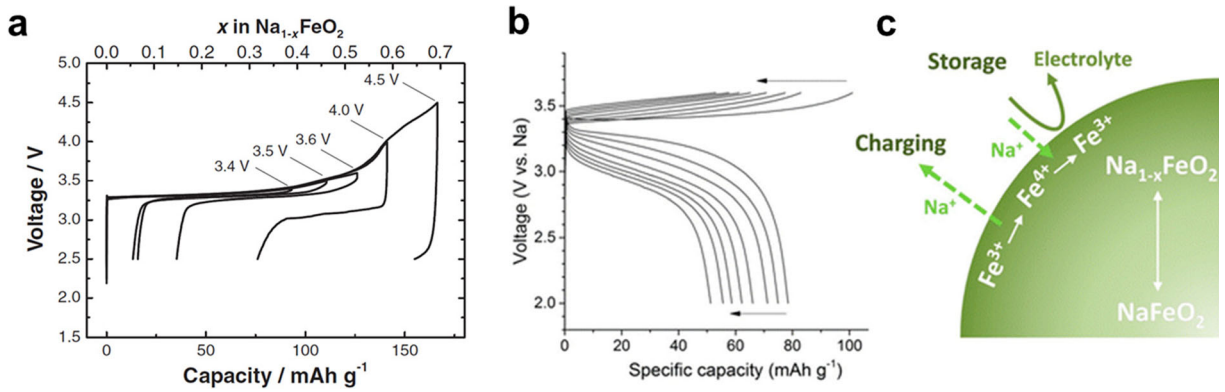 a
x in Na₁₋ₓFeO₂
0.0 0.1 0.2 0.3 0.4 0.5 0.6 0.7
5.0
4.5
4.0
3.5
3.0
2.5
2.0
1.5
Voltage / V
4.5 V
4.0 V
3.6 V
3.5 V
3.4 V
0 50 100 150
Capacity / mAh g⁻¹
b
Voltage (V vs. Na)
3.5
3.0
2.5
2.0
0 20 40 60 80 100
Specific capacity (mAh g⁻¹)
c
Storage
Electrolyte
Charging
Na⁺
Na⁺
Fe³⁺
Fe⁴⁺
Fe³⁺
Na₁₋ₓFeO₂
NaFeO₂